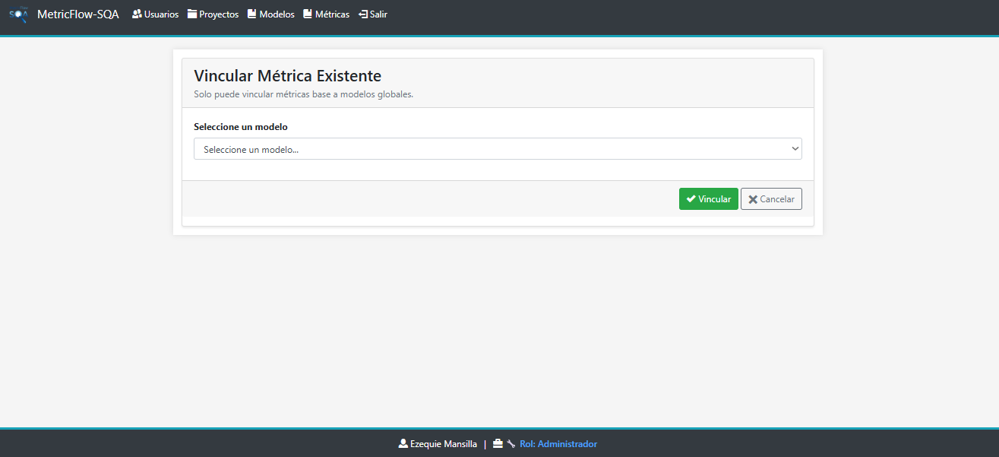 SQA MetricFlow-SQA Usuarios Proyectos Modelos Métricas Salir
Vincular Métrica Existente
Solo puede vincular métricas base a modelos globales.
Seleccione un modelo
Seleccione un modelo...
Vincular Cancelar
Ezequie Mansilla | Rol: Administrador